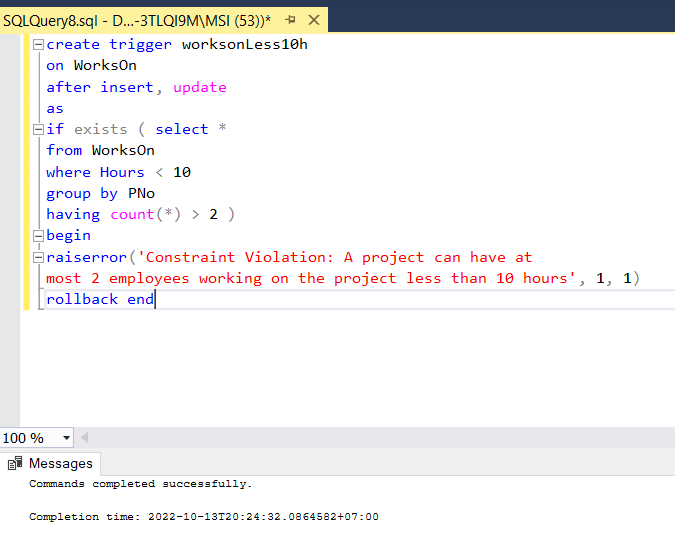 SQLQuery8.sql - D...-3TLQI9M\MSI (53))*
create trigger worksonLess10h
on WorksOn
after insert, update
as
if exists ( select *
from WorksOn
where Hours < 10
group by PNo
having count(*) > 2 )
begin
raiserror('Constraint Violation: A project can have at
most 2 employees working on the project less than 10 hours', 1, 1)
rollback end
100 %
Messages
Commands completed successfully.
Completion time: 2022-10-13T20:24:32.0864582+07:00